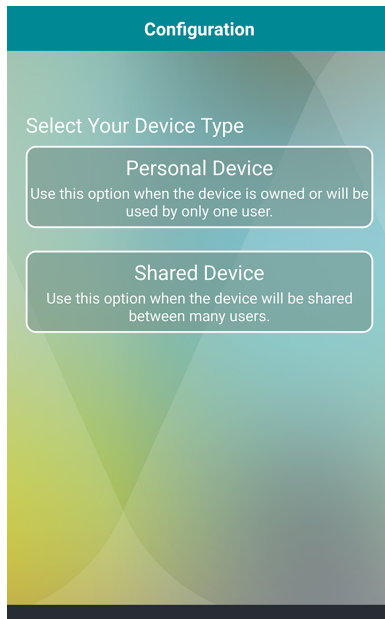 Configuration
Select Your Device Type
Personal Device
Use this option when the device is owned or will be
used by only one user.
Shared Device
Use this option when the device will be shared
between many users.